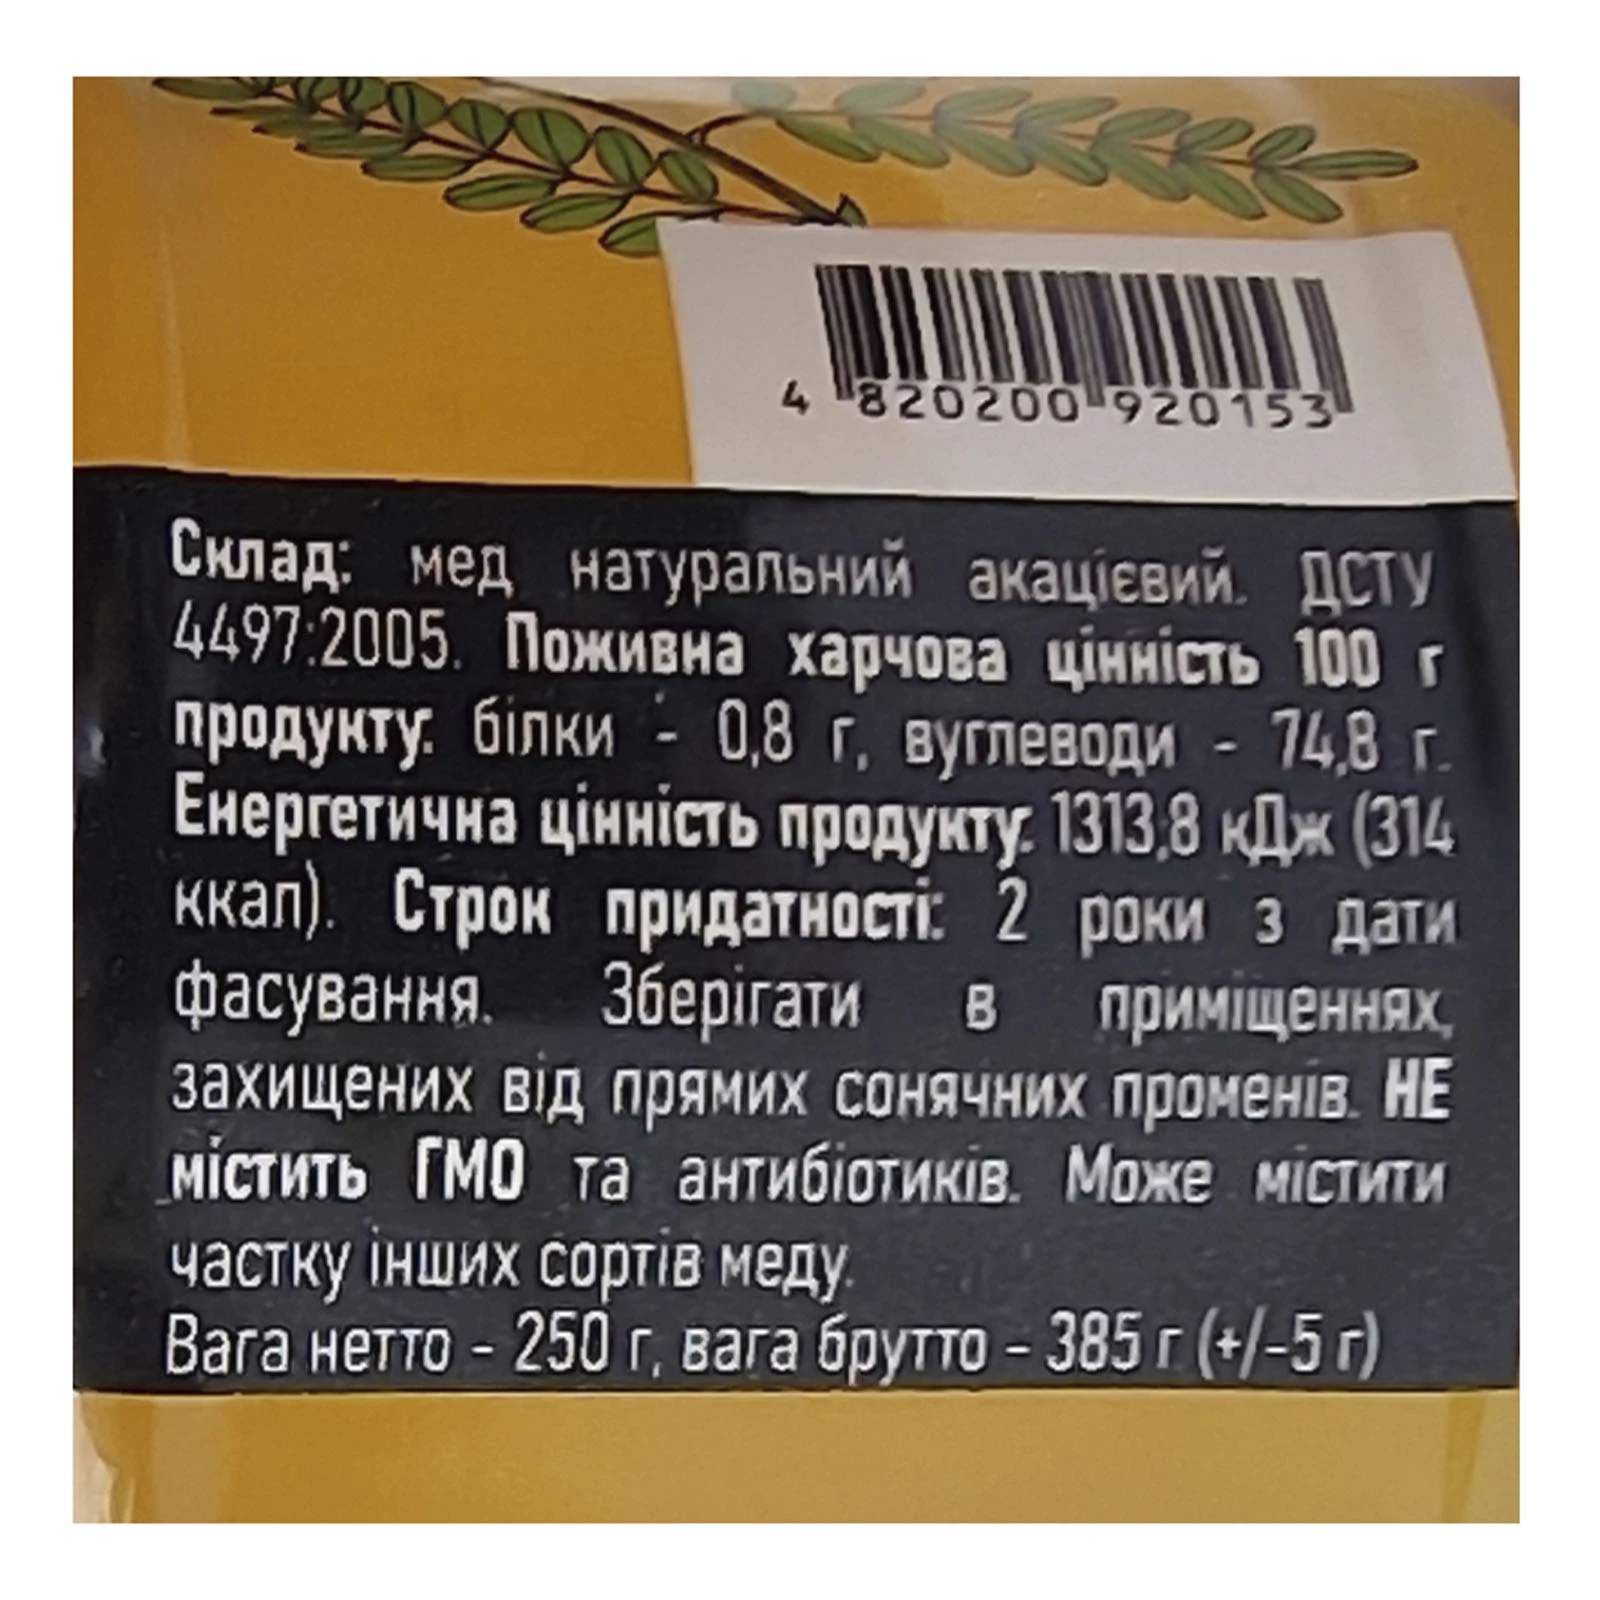 4 820200 920153
Склад: мед натуральний акацієвий. ДСТУ
4497:2005. Поживна харчова цінність 100 г
продукту: білки - 0,8 г, вуглеводи - 74,8 г.
Енергетична цінність продукту: 1313,8 кДж (314
ккал). Строк придатності: 2 роки з дати
фасування. Зберігати в приміщеннях,
захищених від прямих сонячних променів. НЕ
містить ГМО та антибіотиків. Може містити
частку інших сортів меду.
Вага нетто - 250 г, вага брутто - 385 г (+/-5 г)